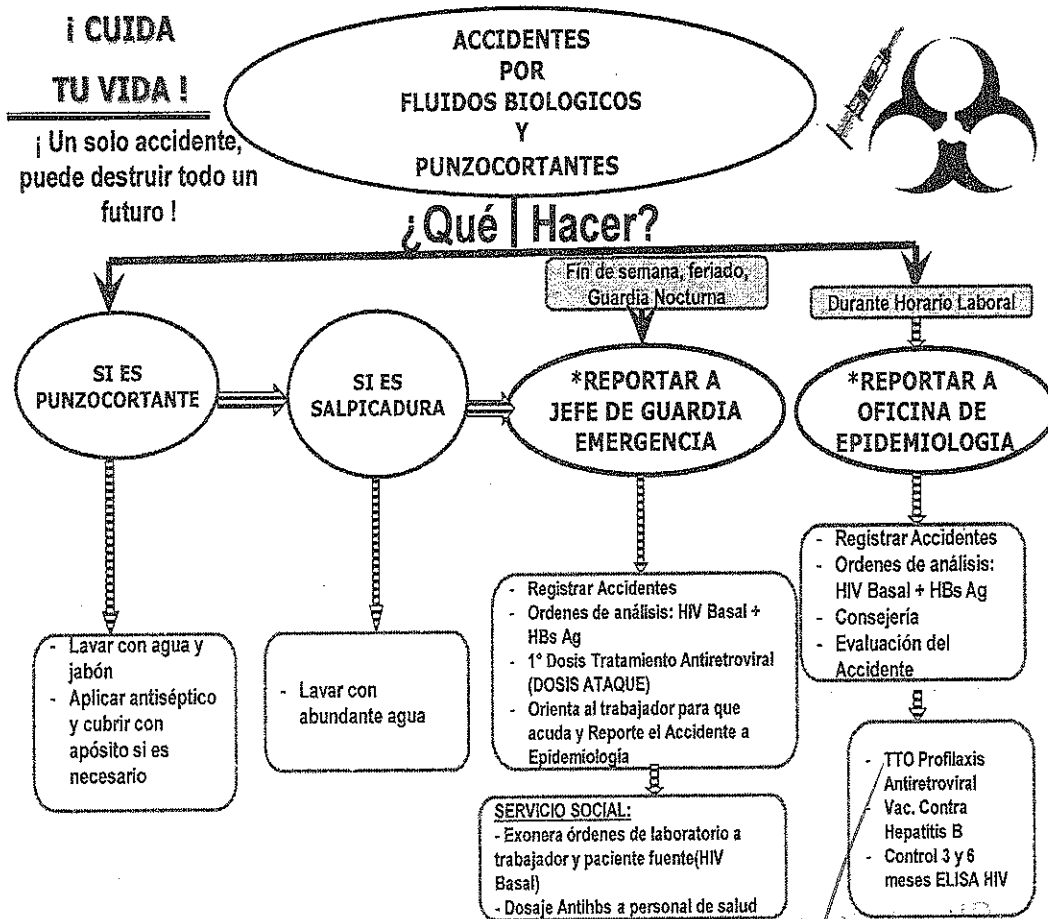 ¡ CUIDA
TU VIDA !
¡ Un solo accidente,
puede destruir todo un
futuro !
ACCIDENTES
POR
FLUIDOS BIOLOGICOS
Y
PUNZOCORTANTES
¿Qué Hacer?
Fin de semana, feriado,
Guardia Nocturna
Durante Horario Laboral
SI ES
PUNZOCORTANTE
SI ES
SALPICADURA
*REPORTAR A
JEFE DE GUARDIA
EMERGENCIA
*REPORTAR A
OFICINA DE
EPIDEMIOLOGIA
- Lavar con agua y
jabón
- Aplicar antiséptico
y cubrir con
apósito si es
necesario
- Lavar con
abundante agua
- Registrar Accidentes
- Ordenes de análisis: HIV Basal +
HBs Ag
- 1° Dosis Tratamiento Antiretroviral
(DOSIS ATAQUE)
- Orienta al trabajador para que
acuda y Reporte el Accidente a
Epidemiología
- Registrar Accidentes
- Ordenes de análisis:
HIV Basal + HBs Ag
- Consejería
- Evaluación del
Accidente
SERVICIO SOCIAL:
- Exonera órdenes de laboratorio a
trabajador y paciente fuente(HIV
Basal)
- Dosaje Antihbs a personal de salud
- TTO Profilaxis
Antiretroviral
- Vac. Contra
Hepatitis B
- Control 3 y 6
meses ELISA HIV